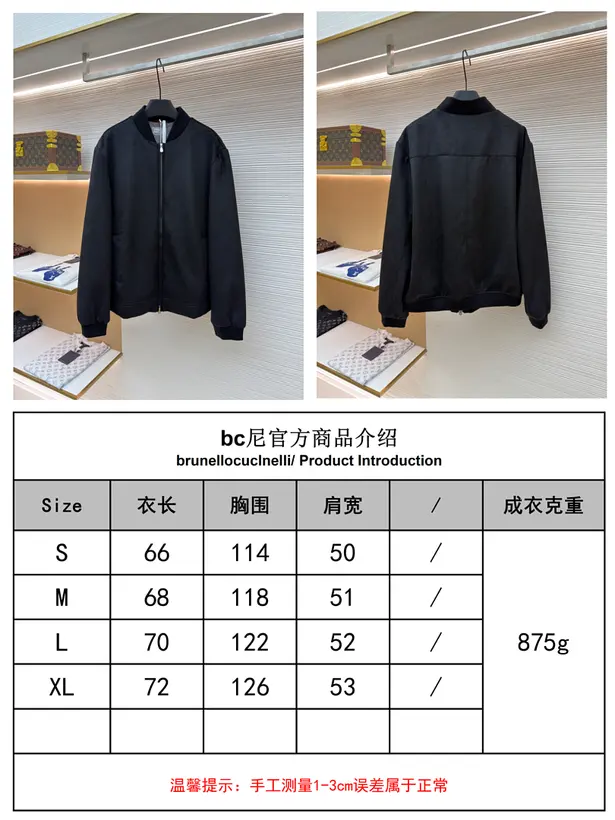 bc尼官方商品介绍
brunellocuclnelli/ Product Introduction
Size 衣长 胸围 肩宽 / 成衣克重
S 66 114 50 /
M 68 118 51 /
L 70 122 52 /
XL 72 126 53 /
875g
温馨提示：手工测量1-3cm误差属于正常